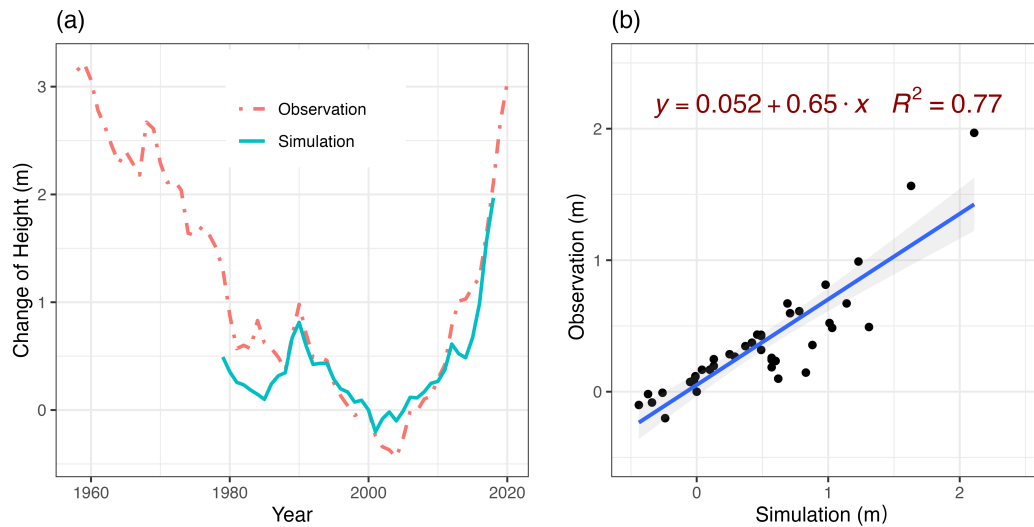 (a)
Change of Height (m)
3
2
1
0
Observation
Simulation
1960 1980 2000 2020
Year
(b)
Observation (m)
2
1
0
y = 0.052 + 0.65 · x R² = 0.77
0 1 2
Simulation (m)